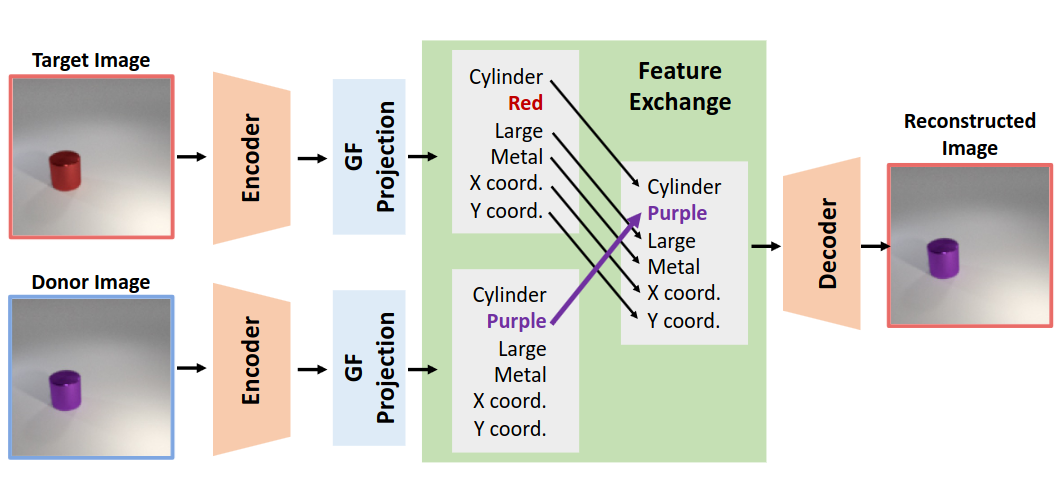 Target Image
Encoder
GF
Projection
Cylinder
Red
Large
Metal
X coord.
Y coord.
Feature
Exchange
Donor Image
Encoder
GF
Projection
Cylinder
Purple
Large
Metal
X coord.
Y coord.
Cylinder
Purple
Large
Metal
X coord.
Y coord.
Decoder
Reconstructed
Image